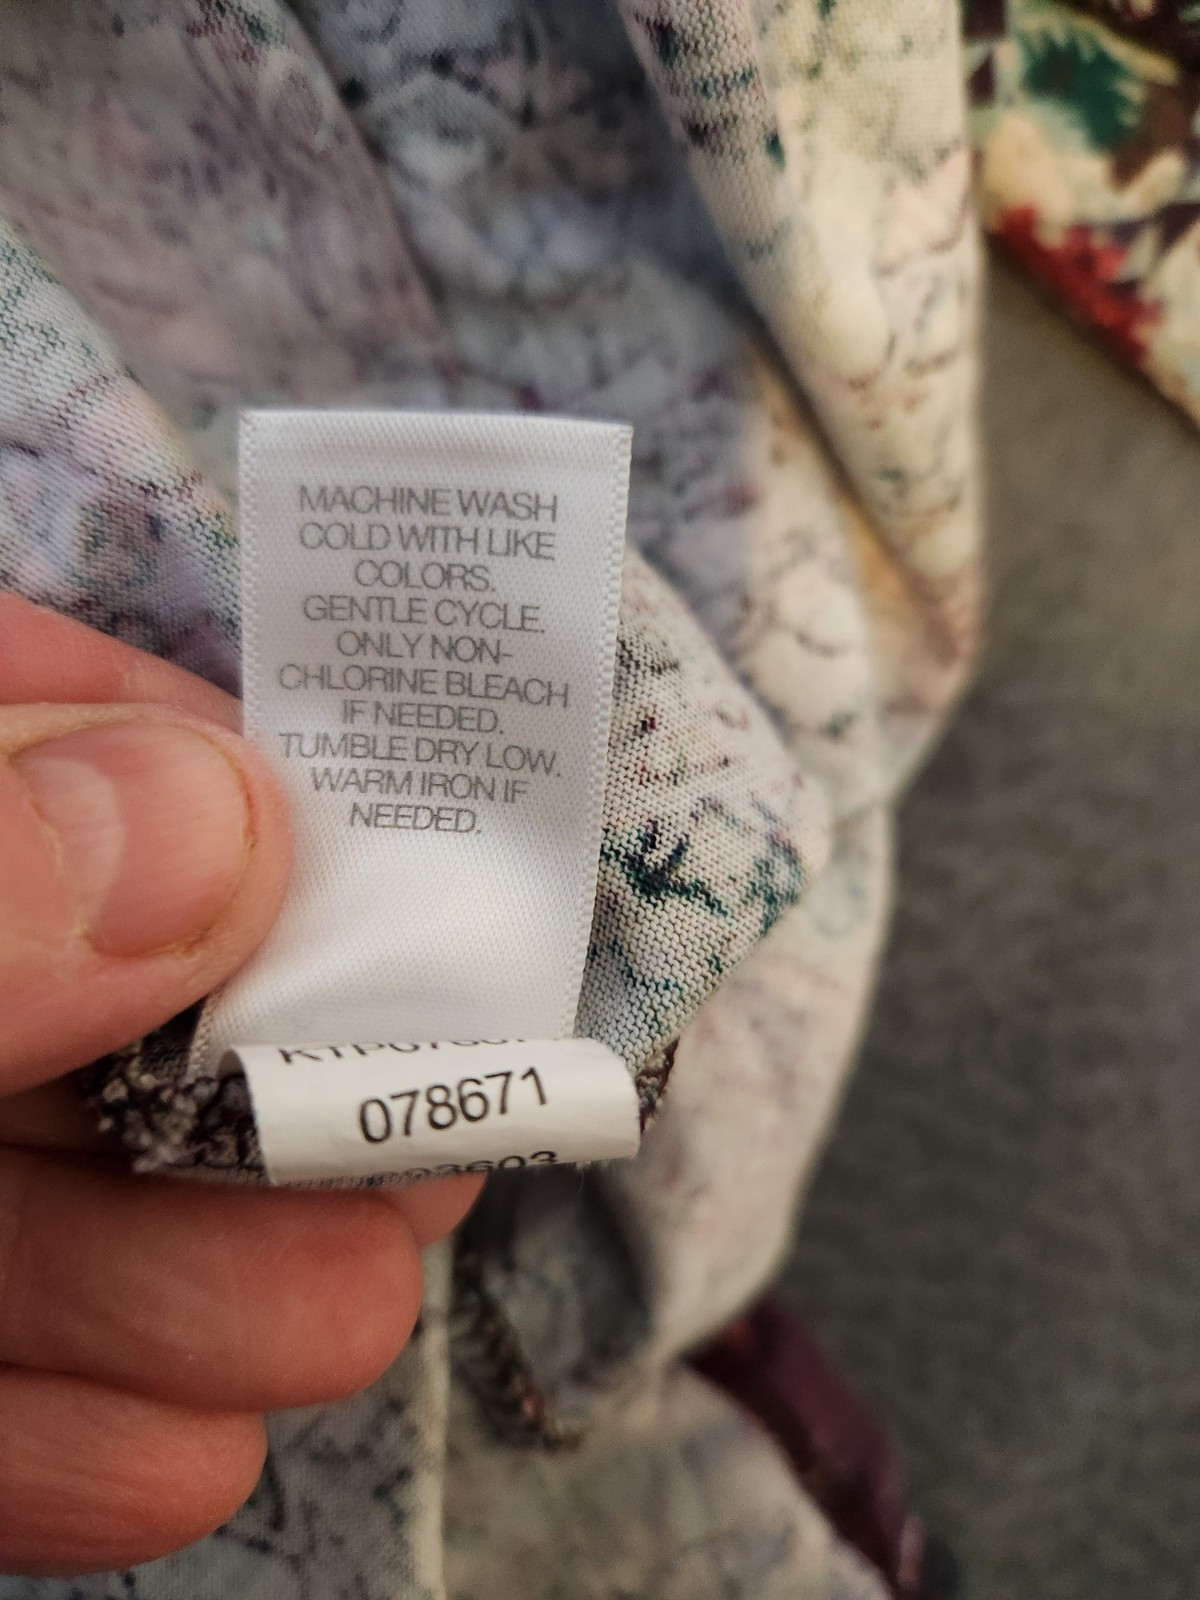 MACHINE WASH
COLD WITH LIKE
COLORS.
GENTLE CYCLE.
ONLY NON-
CHLORINE BLEACH
IF NEEDED.
TUMBLE DRY LOW.
WARM IRON IF
NEEDED.
078671